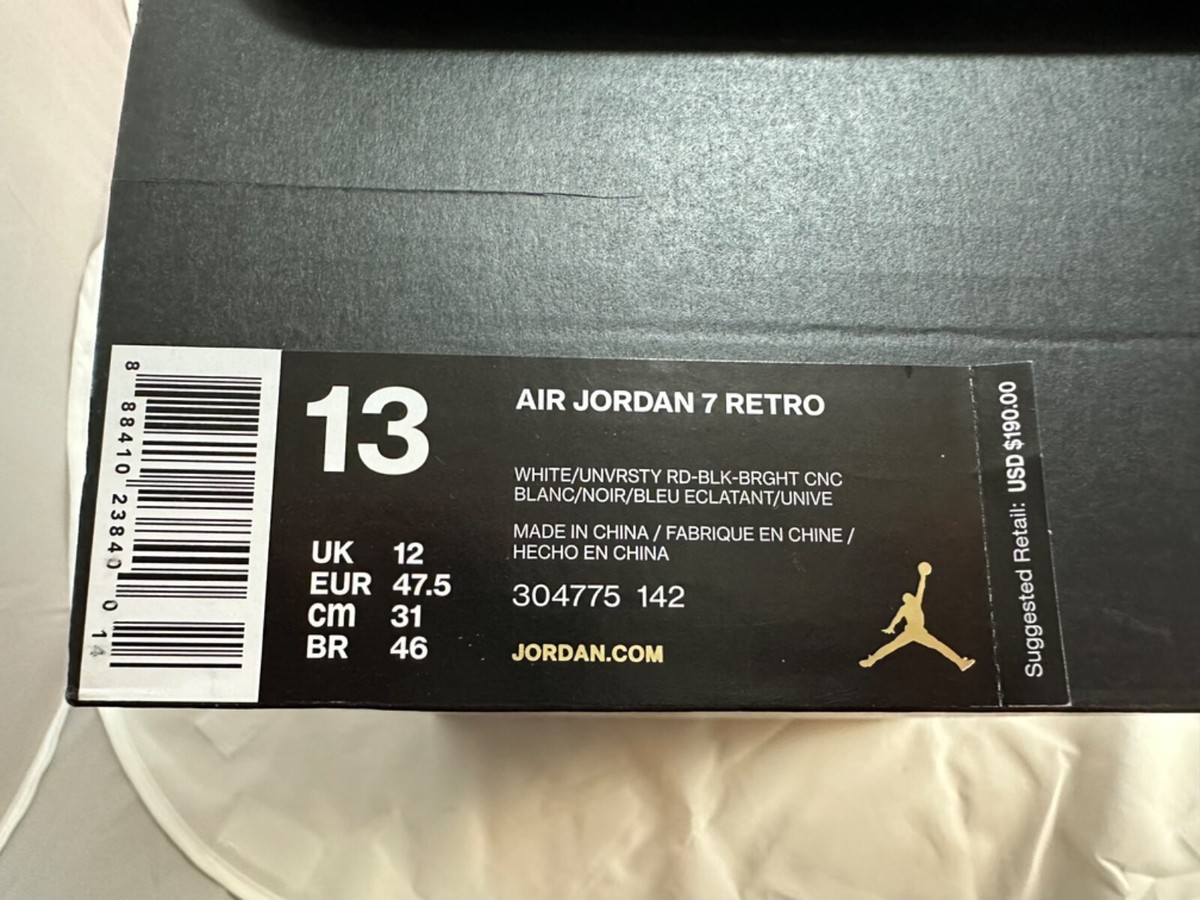 8 88410 23840 0 14
13
UK 12
EUR 47.5
cm 31
BR 46
AIR JORDAN 7 RETRO
WHITE/UNVRSTY RD-BLK-BRGHT CNC
BLANC/NOIR/BLEU ECLATANT/UNIVE
MADE IN CHINA / FABRIQUE EN CHINE /
HECHO EN CHINA
304775 142
JORDAN.COM
Suggested Retail: USD $190.00